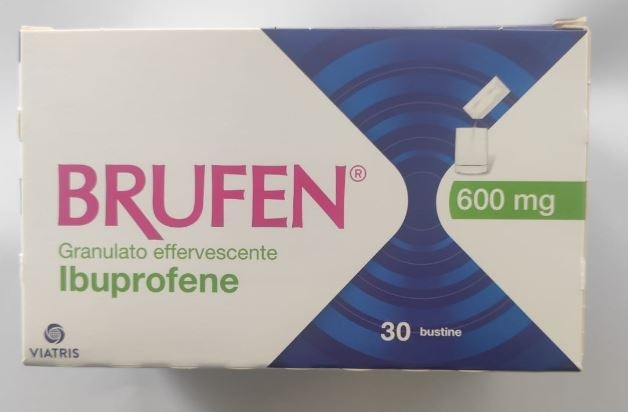 BRUFEN®
Granulato effervescente
Ibuprofene
600 mg
30 bustine
VIATRIS